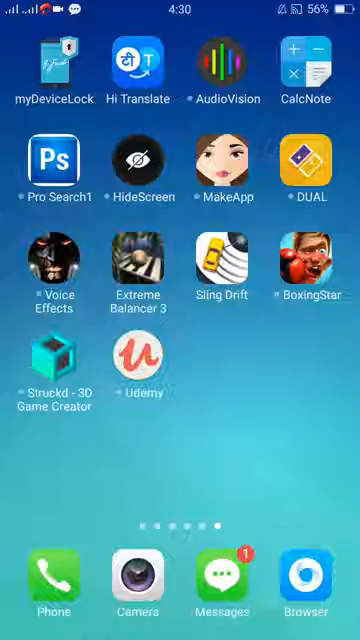 4:30
56%
myDeviceLock
Hi Translate
AudioVision
CalcNote
Pro Search1
HideScreen
MakeApp
DUAL
Voice Effects
Extreme Balancer 3
Sling Drift
BoxingStar
Struckd - 3D Game Creator
Udemy
Phone
Camera
Messages
Browser
टी
T
Ps
1